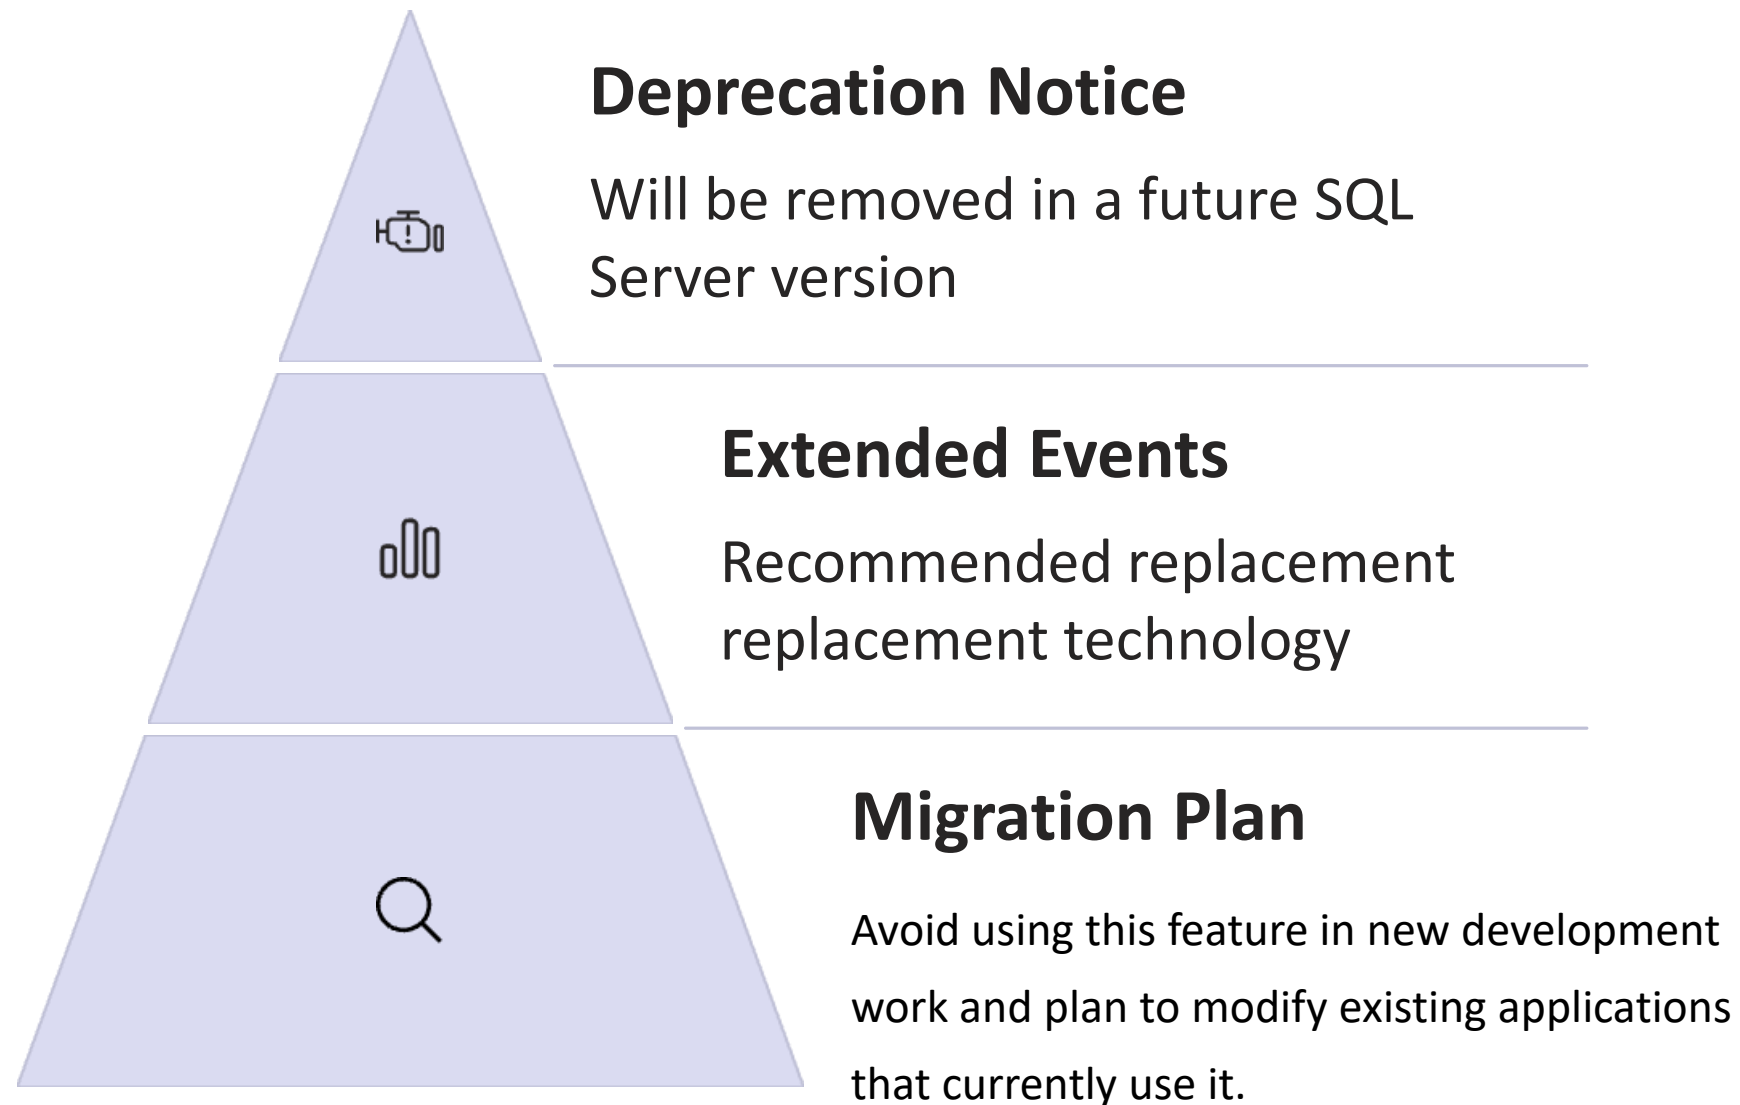 Deprecation Notice
Will be removed in a future SQL
Server version
Extended Events
Recommended replacement
replacement technology
Migration Plan
Avoid using this feature in new development
work and plan to modify existing applications
that currently use it.